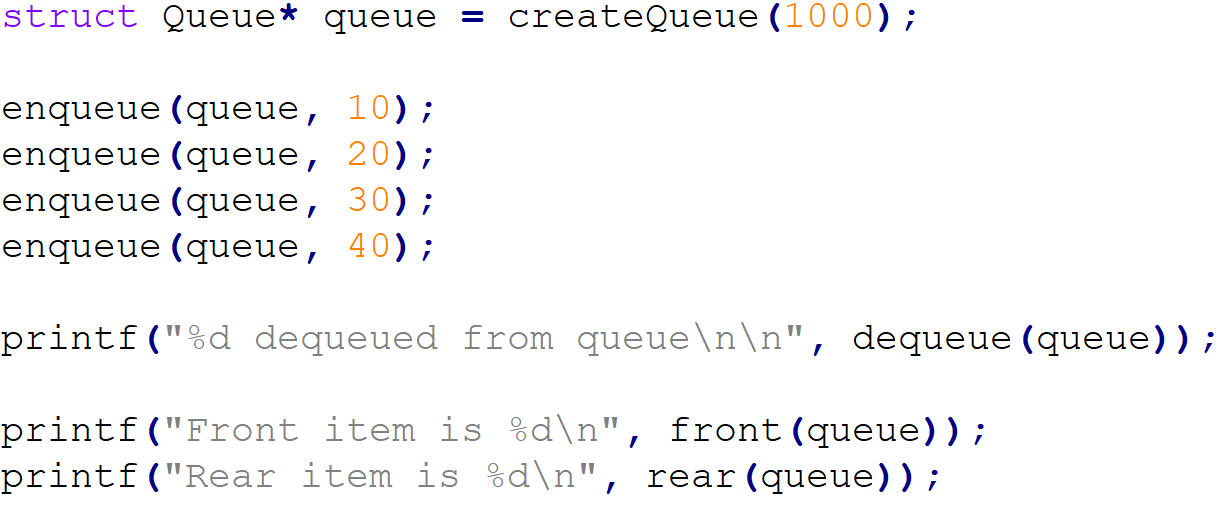 struct Queue* queue = createQueue(1000);
enqueue(queue, 10);
enqueue(queue, 20);
enqueue(queue, 30);
enqueue(queue, 40);
printf("%d dequeued from queue\n\n", dequeue(queue));
printf("Front item is %d\n", front(queue));
printf("Rear item is %d\n", rear(queue));